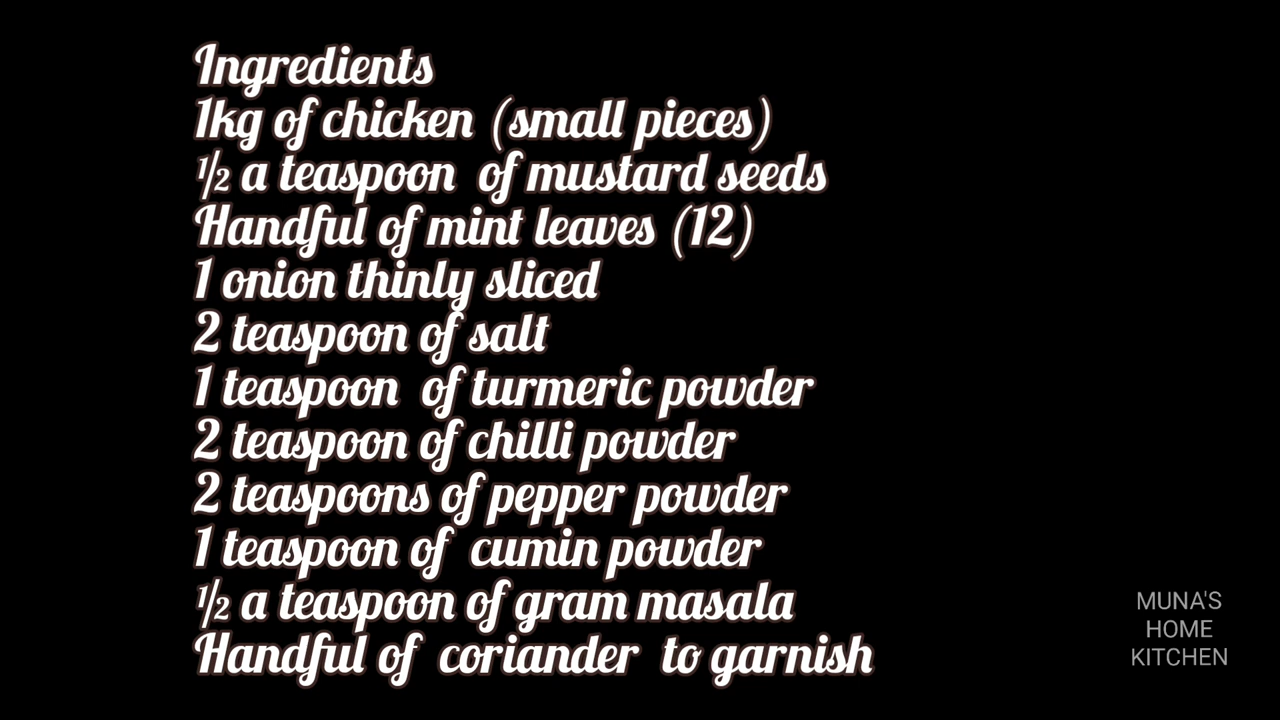 Ingredients
1kg of chicken (small pieces)
½ a teaspoon of mustard seeds
Handful of mint leaves (12)
1 onion thinly sliced
2 teaspoon of salt
1 teaspoon of turmeric powder
2 teaspoon of chilli powder
2 teaspoons of pepper powder
1 teaspoon of cumin powder
½ a teaspoon of gram masala
Handful of coriander to garnish
MUNA'S
HOME
KITCHEN